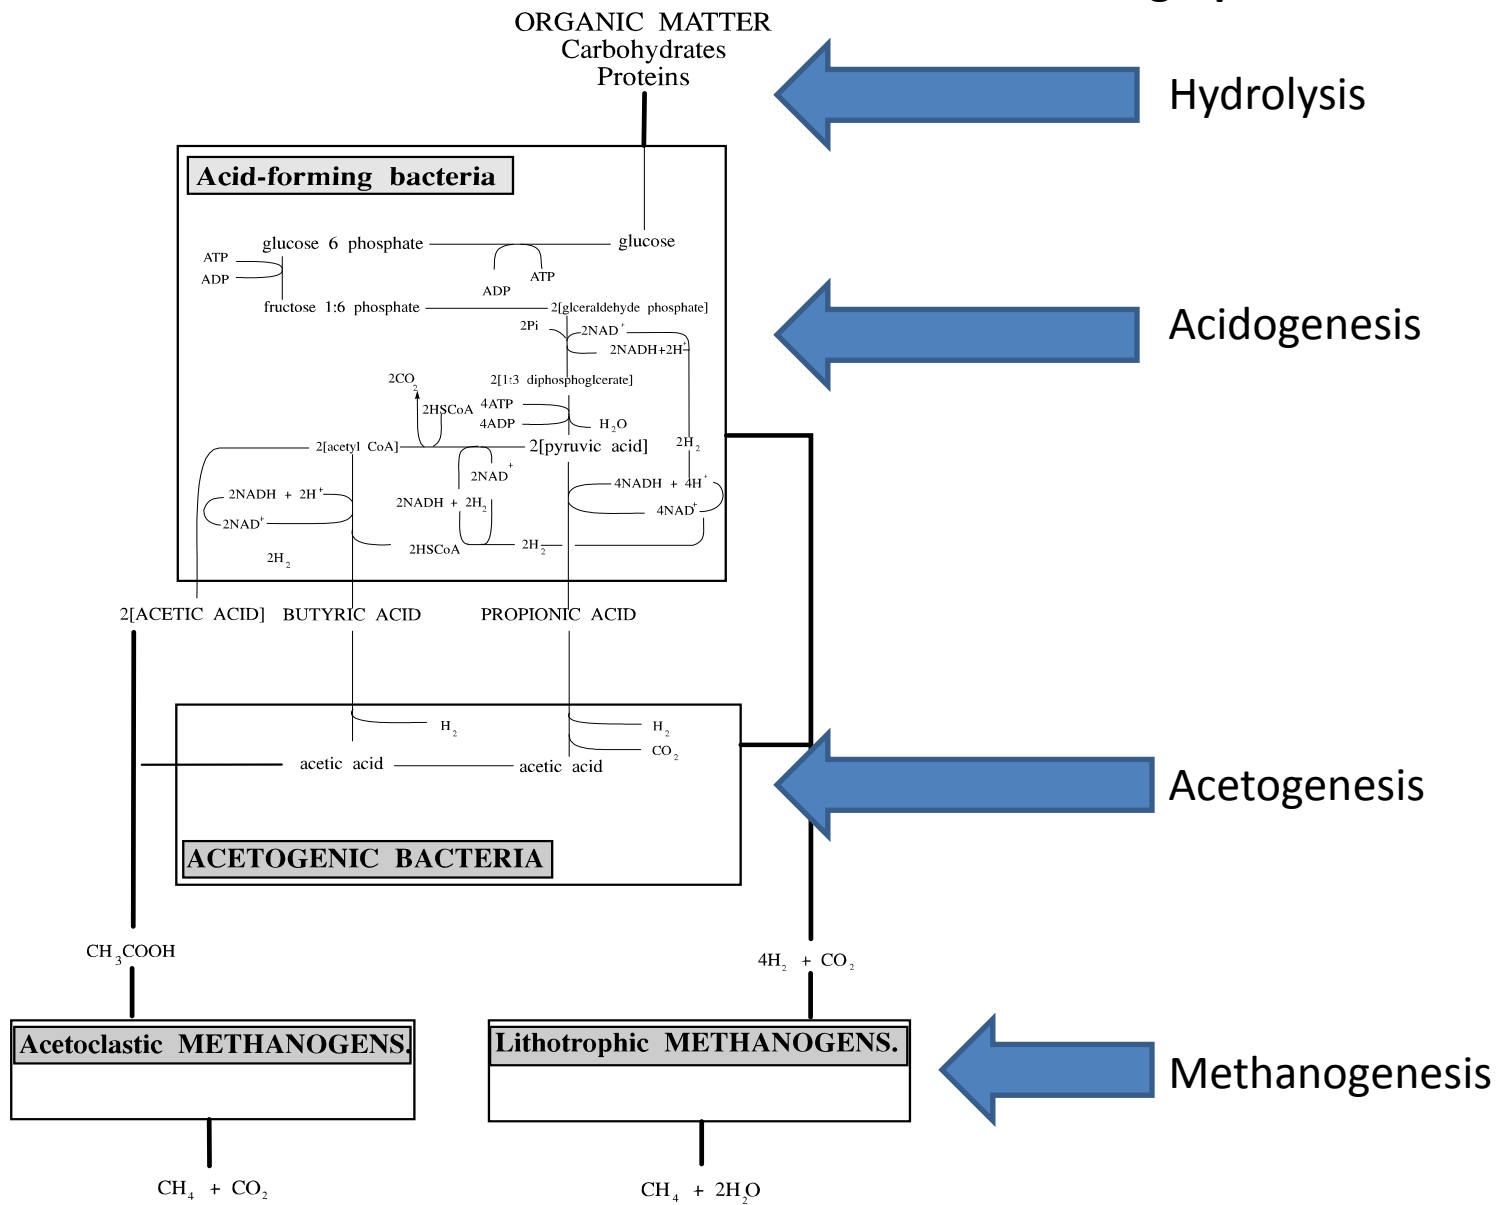 ORGANIC MATTER
Carbohydrates
Proteins
Hydrolysis
Acid-forming bacteria
glucose 6 phosphate
glucose
ATP
ADP
ADP
ATP
fructose 1:6 phosphate
2[glceraldehyde phosphate]
Acidogenesis
2Pi
2NAD+
2NADH+2H+
2CO2
2[1:3 diphosphoglcerate]
2HSCoA
4ATP
4ADP
H2O
2[acetyl CoA]
2[pyruvic acid]
2H2
2NAD+
2NADH + 2H+
2NADH + 2H2
4NADH + 4H+
2NAD+
4NAD+
2HSCoA
2H2
2H2
2[ACETIC ACID]
BUTYRIC ACID
PROPIONIC ACID
H2
H2
CO2
acetic acid
acetic acid
Acetogenesis
ACETOGENIC BACTERIA
CH3COOH
4H2 + CO2
Acetoclastic METHANOGENS.
Lithotrophic METHANOGENS.
Methanogenesis
CH4 + CO2
CH4 + 2H2O